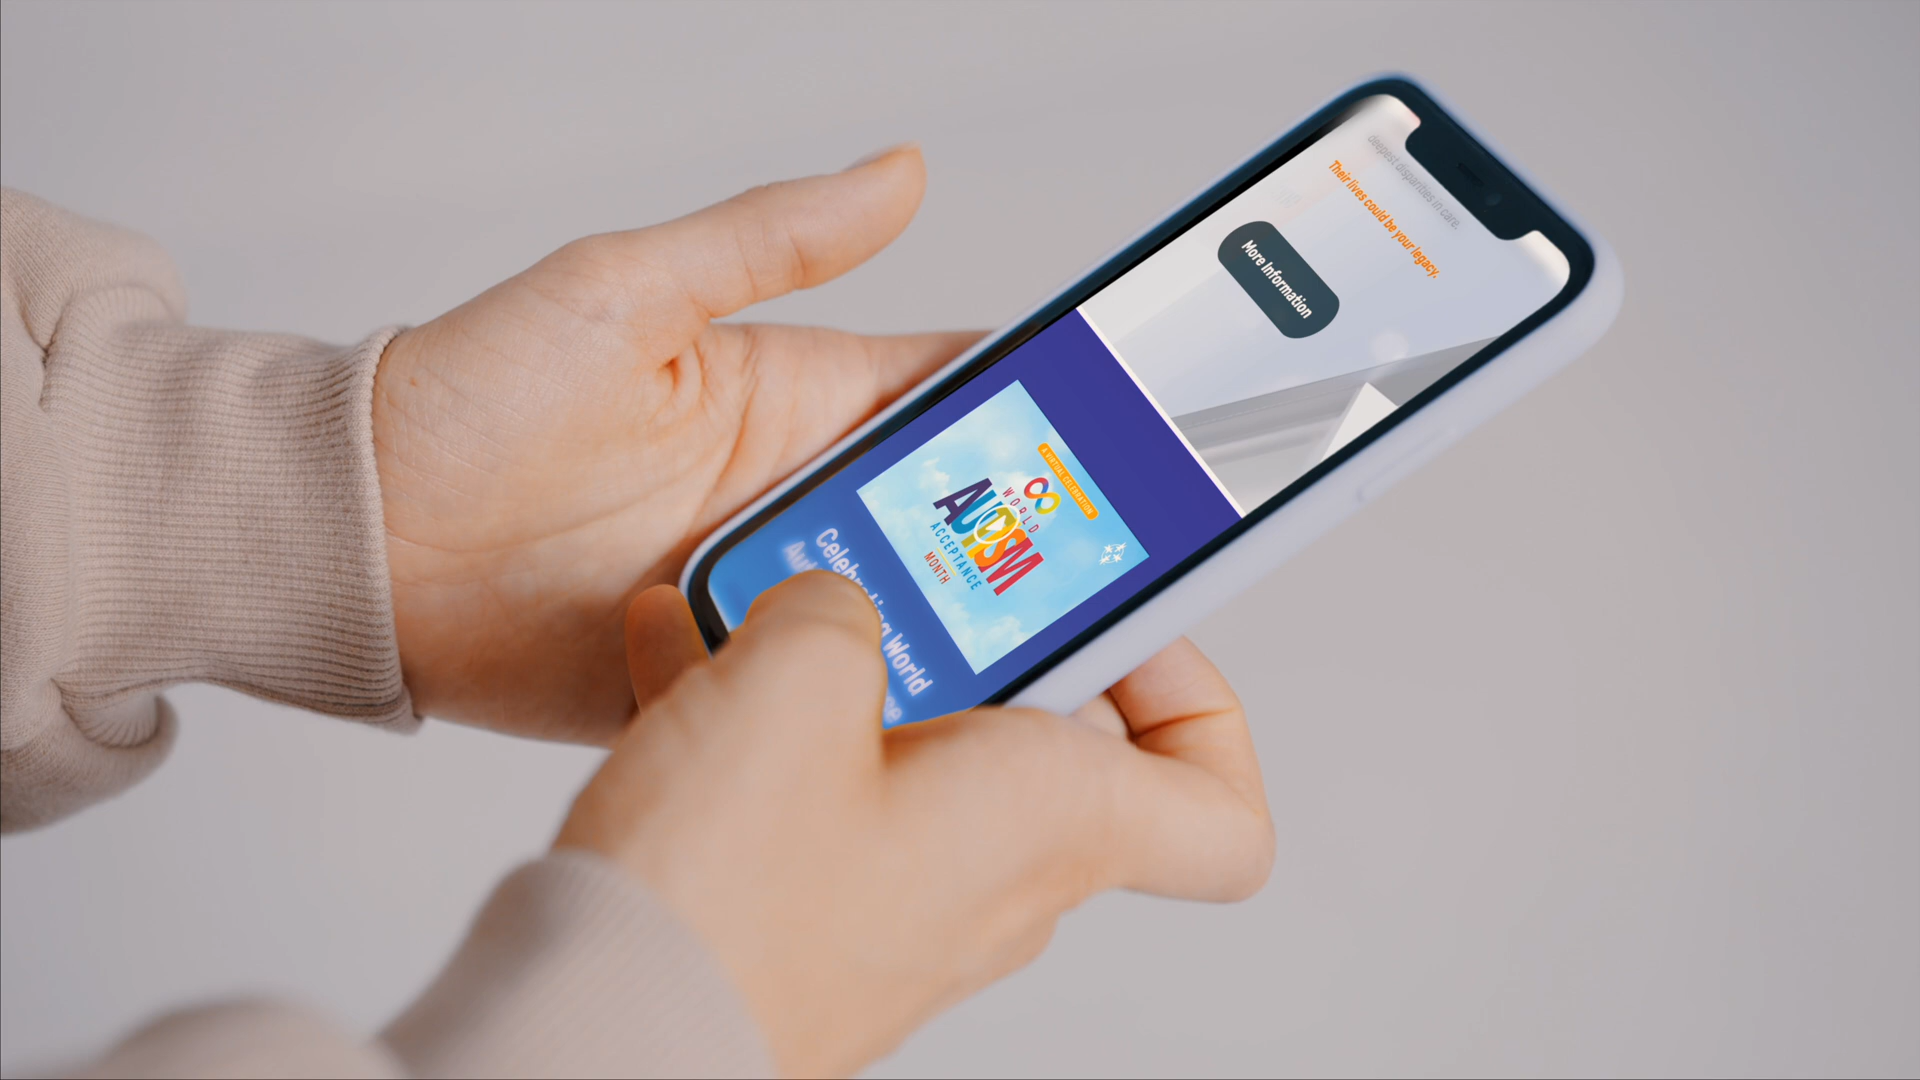 deepest disparities in care.
Their lives could be your legacy.
More Information
A VIRTUAL CELEBRATION
WORLD
AUTISM
ACCEPTANCE
MONTH
Celebrating World